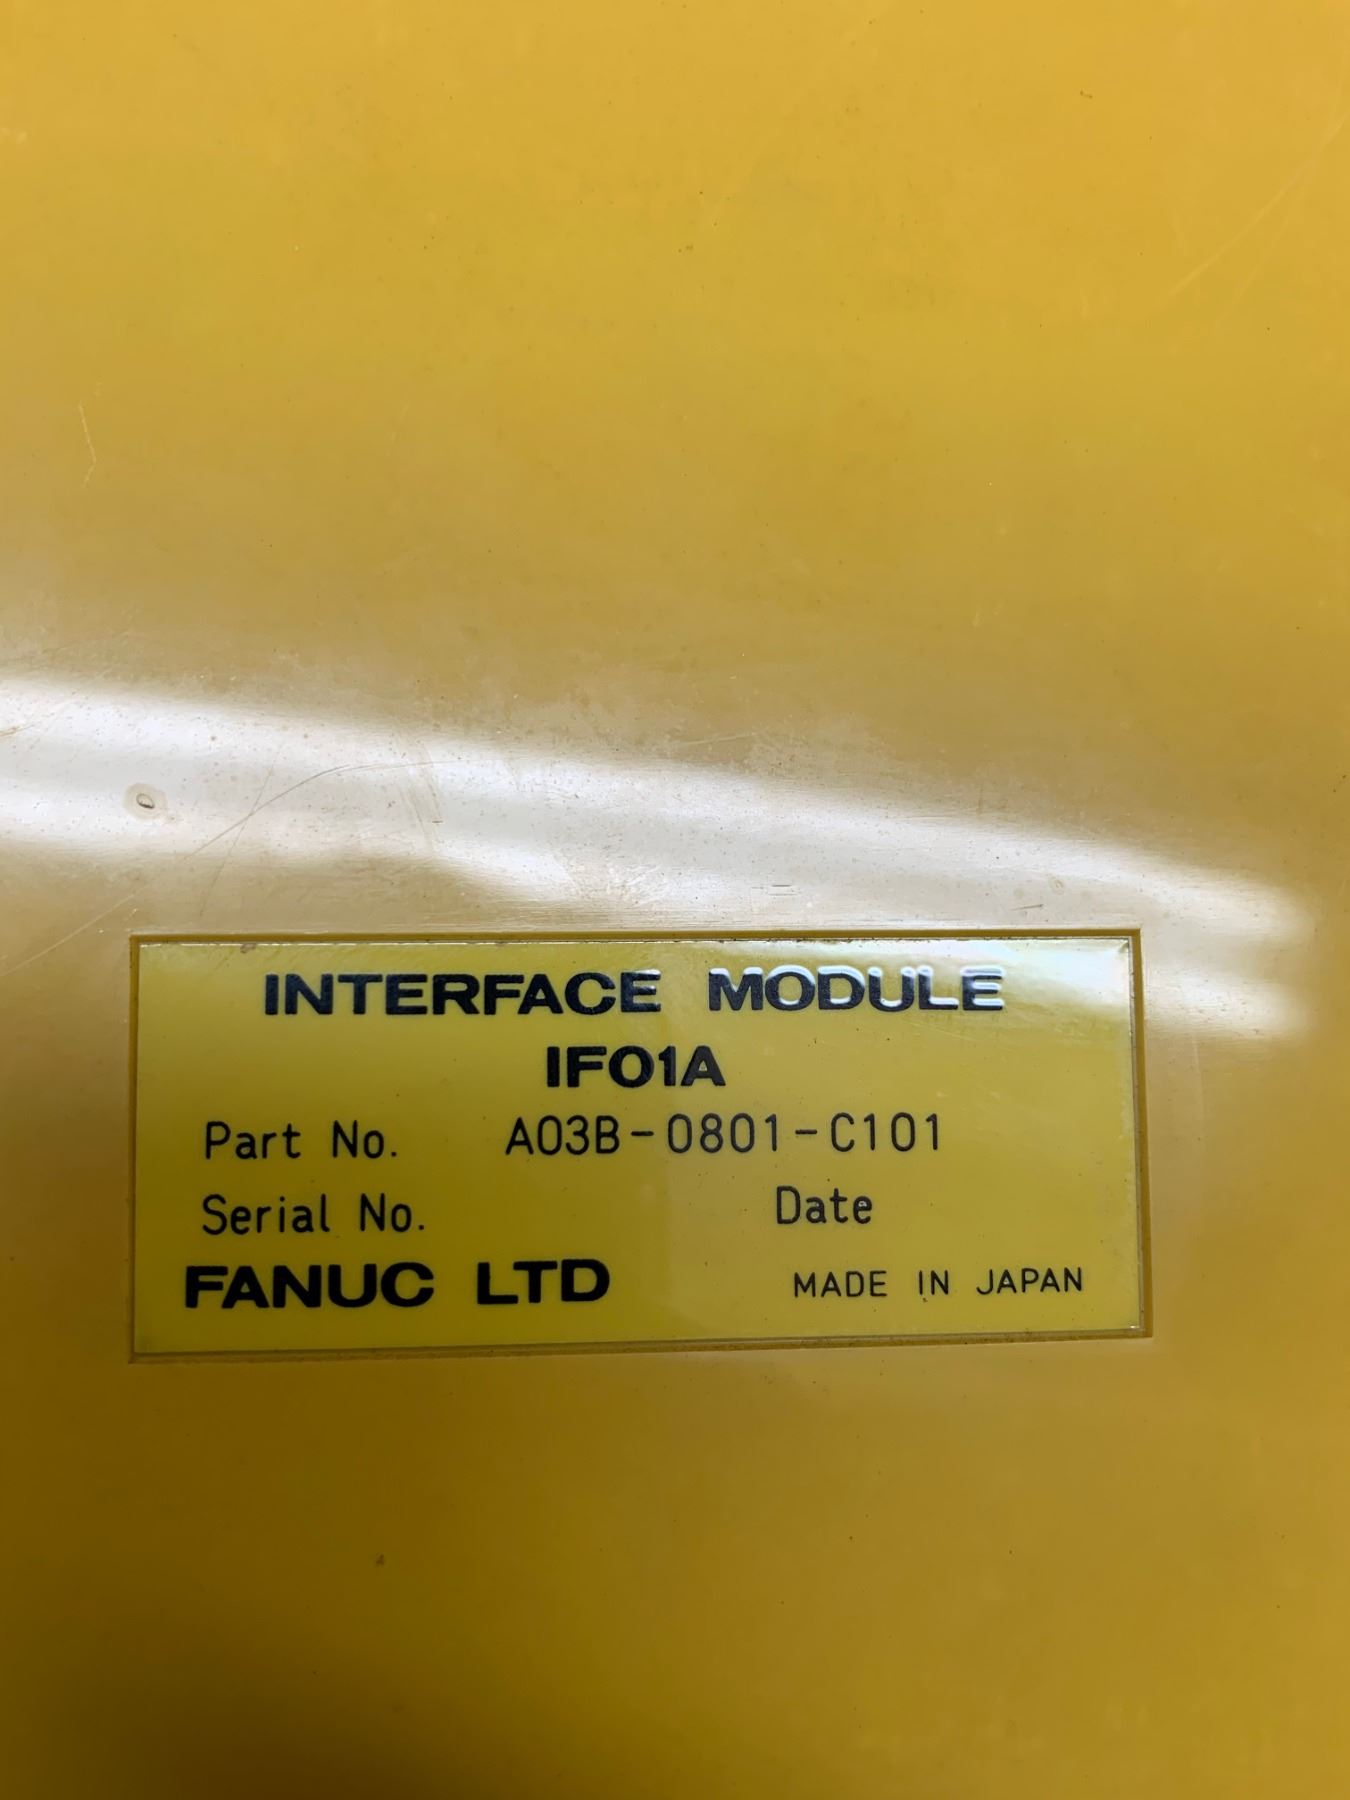 INTERFACE MODULE
IF01A
Part No. A03B-0801-C101
Serial No. Date
FANUC LTD MADE IN JAPAN